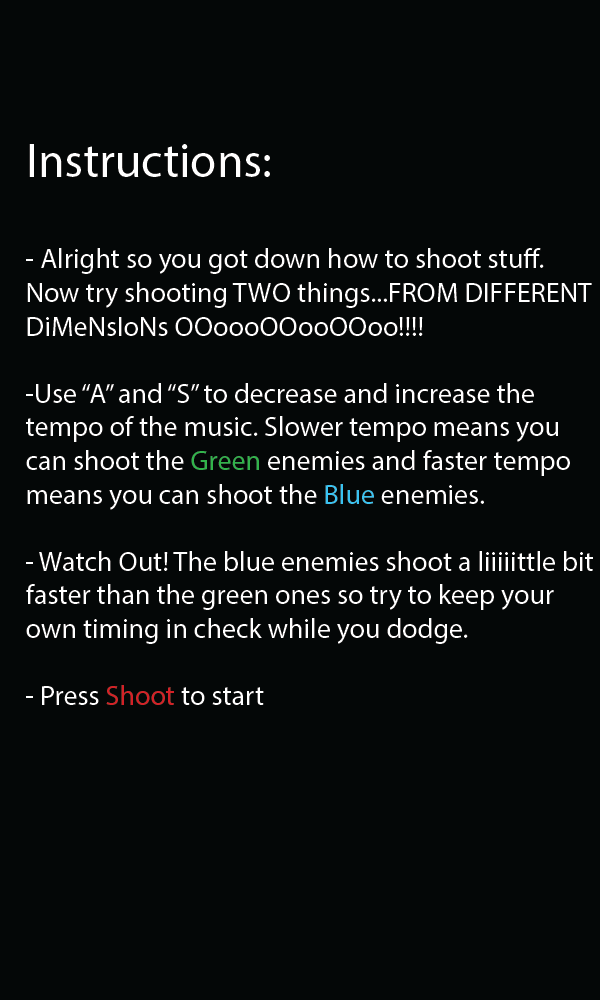 Instructions:
- Alright so you got down how to shoot stuff.
Now try shooting TWO things...FROM DIFFERENT
DiMeNsIoNs OOoooOOooOOoo!!!!
-Use “A” and “S” to decrease and increase the
tempo of the music. Slower tempo means you
can shoot the Green enemies and faster tempo
means you can shoot the Blue enemies.
- Watch Out! The blue enemies shoot a liiiiittle bit
faster than the green ones so try to keep your
own timing in check while you dodge.
- Press Shoot to start